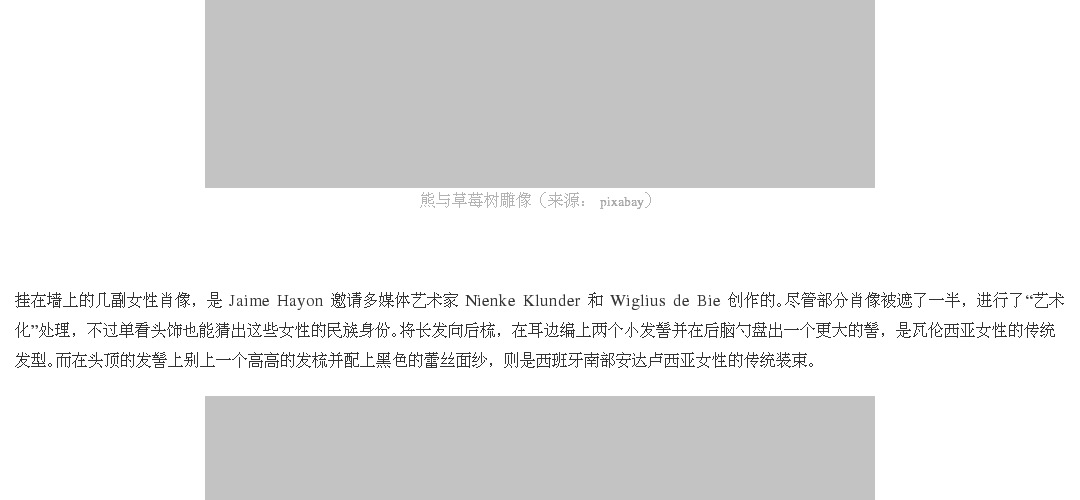 熊与草莓树雕像（来源： pixabay）
挂在墙上的几副女性肖像，是 Jaime Hayon 邀请多媒体艺术家 Nienke Klunder 和 Wiglius de Bie 创作的。尽管部分肖像被遮了一半，进行了“艺术
化”处理，不过单看头饰也能猜出这些女性的民族身份。将长发向后梳，在耳边编上两个小发髻并在后脑勺盘出一个更大的髻，是瓦伦西亚女性的传统
发型。而在头顶的发髻上别上一个高高的发梳并配上黑色的蕾丝面纱，则是西班牙南部安达卢西亚女性的传统装束。